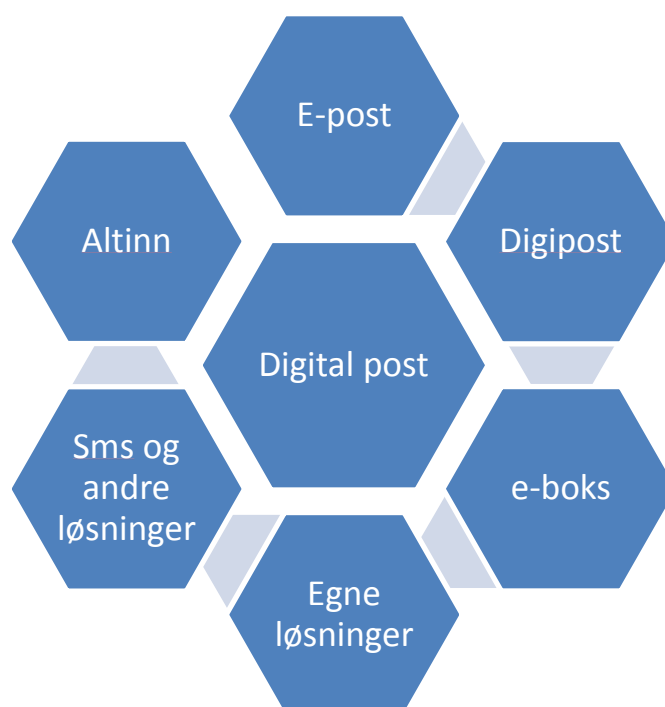 E-post
Altinn
Digipost
Digital post
Sms og
andre
løsninger
e-boks
Egne
løsninger